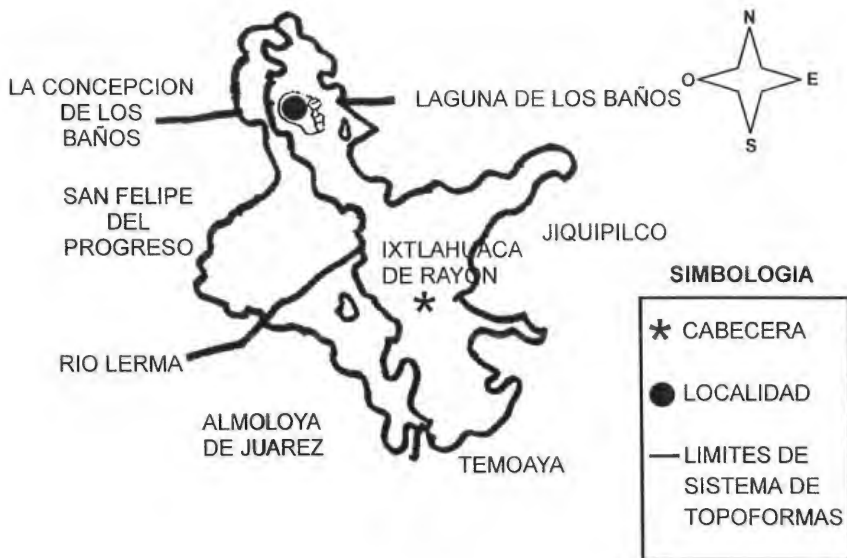 N
O
E
S
LA CONCEPCION
DE LOS
BAÑOS
LAGUNA DE LOS BAÑOS
SAN FELIPE
DEL
PROGRESO
IXTLAHUACA
DE RAYON
JIQUIPILCO
RIO LERMA
ALMOLOYA
DE JUAREZ
TEMOAYA
SIMBOLOGIA
CABECERA
LOCALIDAD
LIMITES DE
SISTEMA DE
TOPOFORMAS